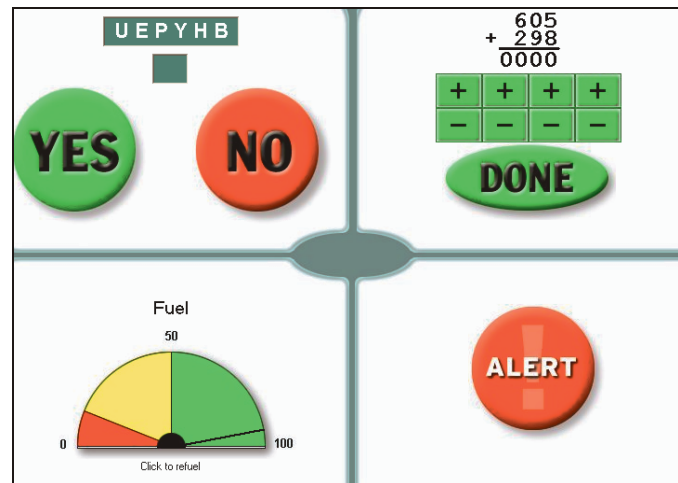 UEPYHB
YES
NO
605
+ 298
0000
+ + + +
− − − −
DONE
Fuel
50
0
100
Click to refuel
!
ALERT